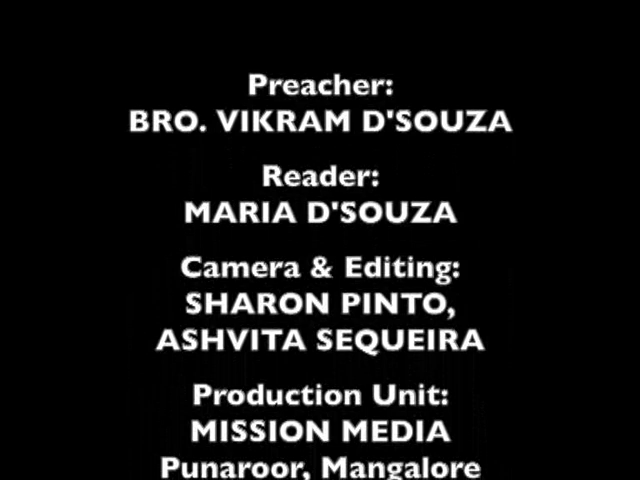 Preacher:
BRO. VIKRAM D'SOUZA
Reader:
MARIA D'SOUZA
Camera & Editing:
SHARON PINTO,
ASHVITA SEQUEIRA
Production Unit:
MISSION MEDIA
Punaroor, Mangalore